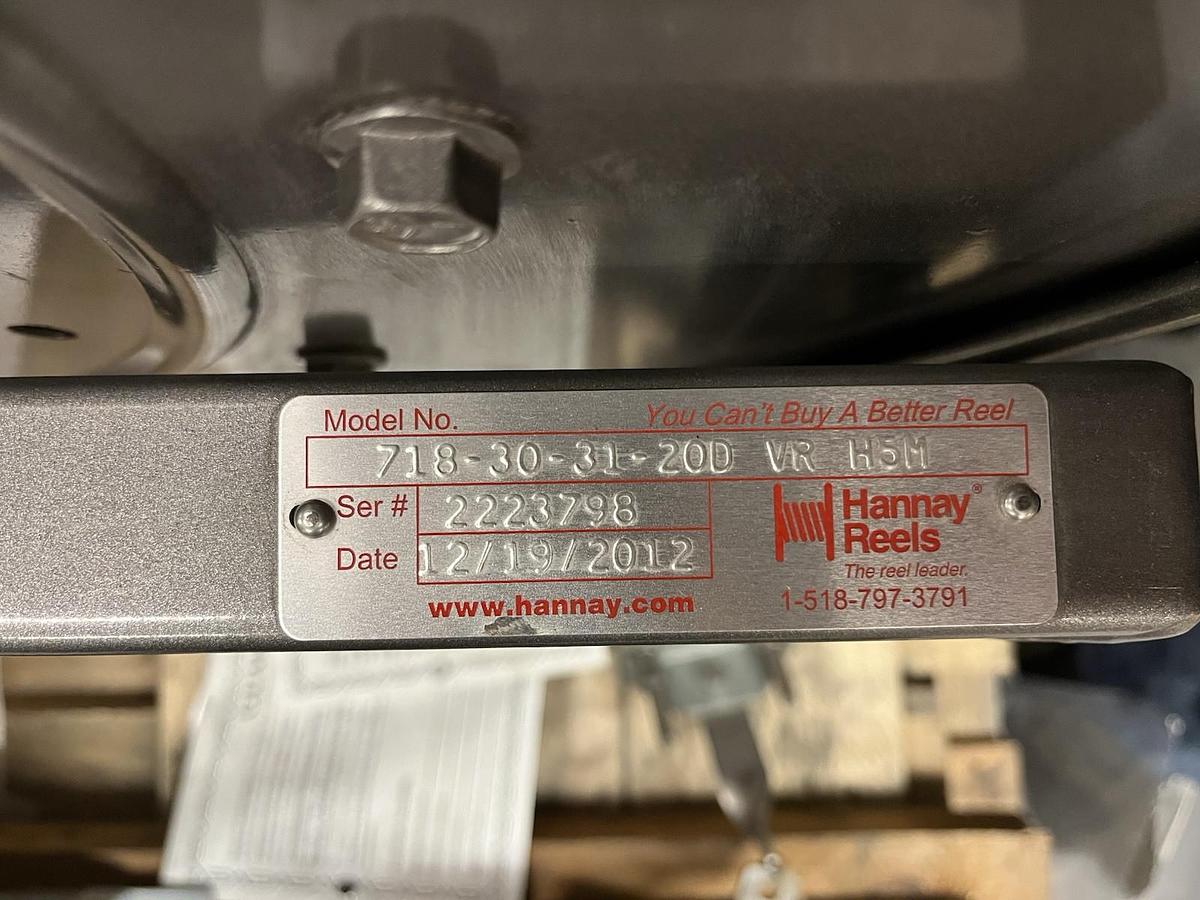 Model No.
You Can't Buy A Better Reel
718-30-31-20D VR H5M
Ser # 2223798
Date 12/19/2012
Hannay®
Reels
The reel leader.
www.hannay.com
1-518-797-3791